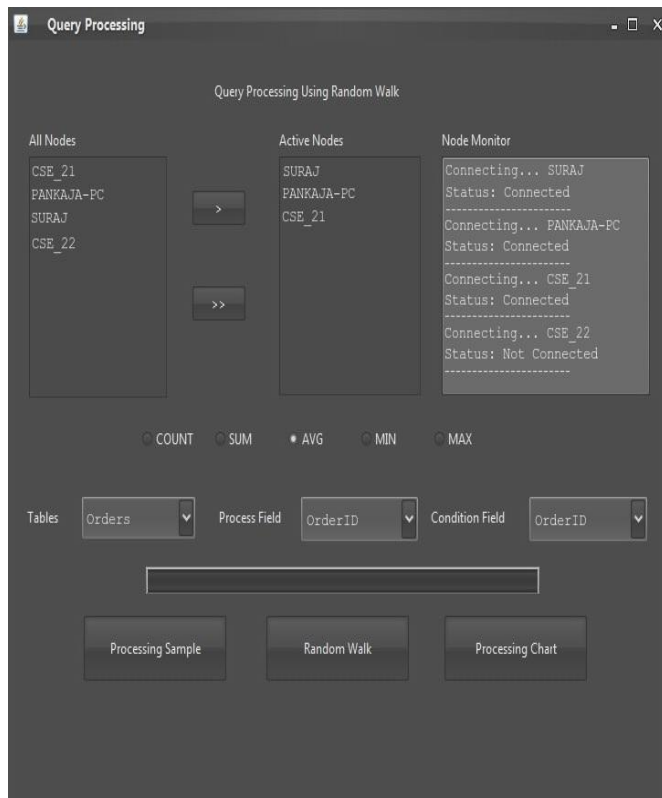 Query Processing
Query Processing Using Random Walk
All Nodes
CSE_21
PANKAJA-PC
SURAJ
CSE_22
>
>>
Active Nodes
SURAJ
PANKAJA-PC
CSE_21
Node Monitor
Connecting... SURAJ
Status: Connected
-----------------------
Connecting... PANKAJA-PC
Status: Connected
-----------------------
Connecting... CSE_21
Status: Connected
-----------------------
Connecting... CSE_22
Status: Not Connected
-----------------------
COUNT SUM AVG MIN MAX
Tables Orders Process Field OrderID Condition Field OrderID
Processing Sample Random Walk Processing Chart